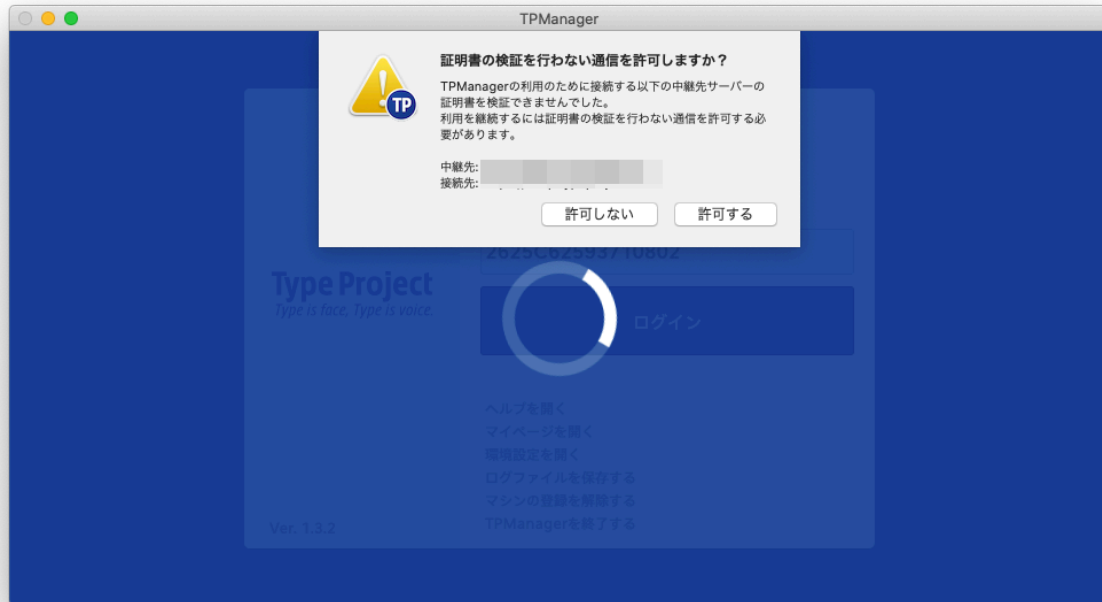 TPManager
証明書の検証を行わない通信を許可しますか？
TPManagerの利用のために接続する以下の中継先サーバーの
証明書を検証できませんでした。
利用を継続するには証明書の検証を行わない通信を許可する必
要があります。
中継先:
接続先:
許可しない
許可する
TP
2625C62593710802
Type Project
Type is face, Type is voice.
ログイン
ヘルプを開く
マイページを開く
環境設定を開く
ログファイルを保存する
マシンの登録を解除する
TPManagerを終了する
Ver. 1.3.2